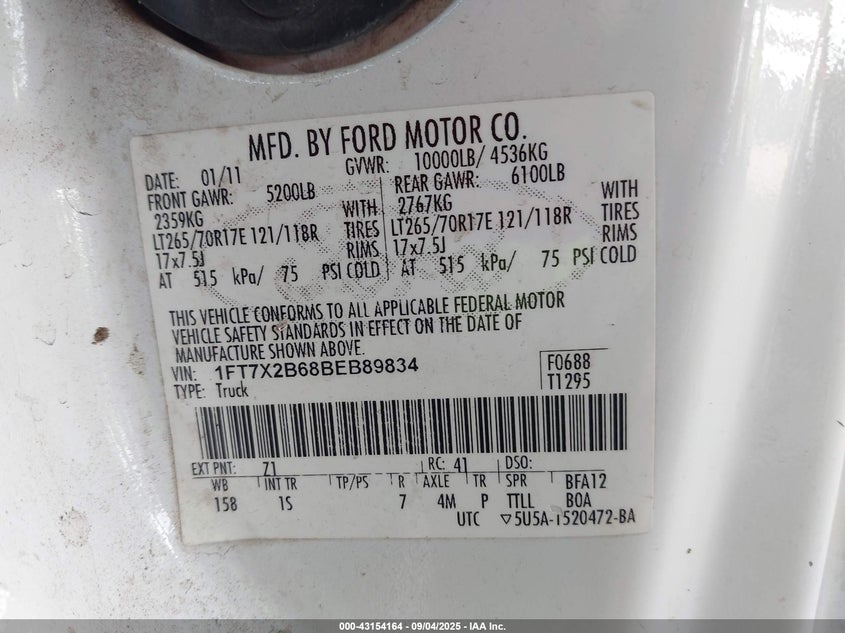 MFD. BY FORD MOTOR CO.
DATE: 01/11 GVWR: 10000LB/ 4536KG
FRONT GAWR: 5200LB REAR GAWR: 6100LB
2359KG WITH 2767KG WITH
LT265/70R17E 121/118R TIRES LT265/70R17E 121/118R TIRES
17x7.5J RIMS 17x7.5J RIMS
AT 515 kPa/ 75 PSI COLD AT 515 kPa/ 75 PSI COLD
THIS VEHICLE CONFORMS TO ALL APPLICABLE FEDERAL MOTOR
VEHICLE SAFETY STANDARDS IN EFFECT ON THE DATE OF
MANUFACTURE SHOWN ABOVE.
VIN: 1FT7X2B68BEB89834 F0688
TYPE: Truck T1295
EXT PNT: Z1 RC: 41 DSO:
WB INT TR TP/PS R AXLE TR SPR BFA12
158 1S 7 4M P TTLL BOA
UTC ▽5U5A-1520472-BA
000-43154164 - 09/04/2025 - IAA Inc.